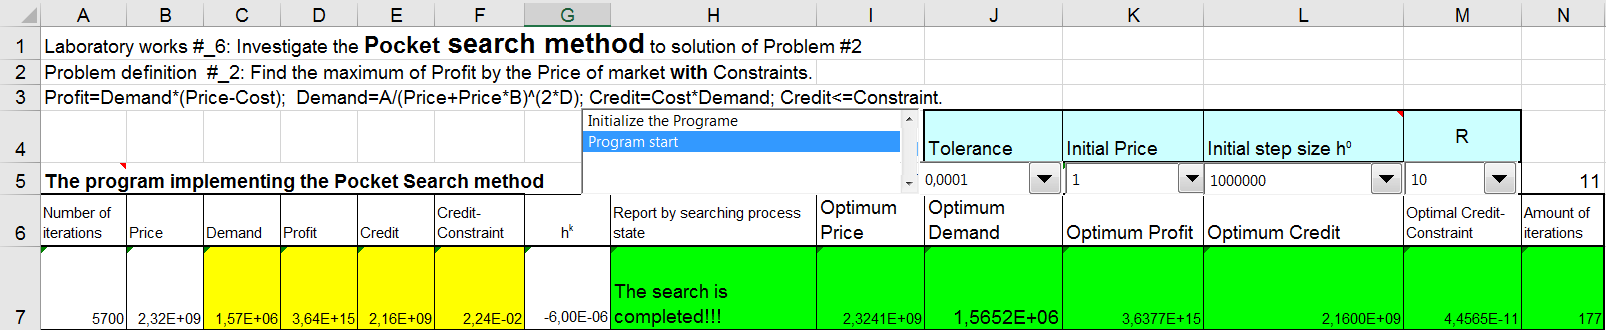 A B C D E F G H I J K L M N
1 Laboratory works #_6: Investigate the Pocket search method to solution of Problem #2
2 Problem definition #_2: Find the maximum of Profit by the Price of market with Constraints.
3 Profit=Demand*(Price-Cost); Demand=A/(Price+Price*B)^(2*D); Credit=Cost*Demand; Credit<=Constraint.
Initialize the Programe
Program start
4 Tolerance Initial Price Initial step size h⁰ R
5 The program implementing the Pocket Search method 0,0001 1 1000000 10 11
6 Number of iterations Price Demand Profit Credit Credit-Constraint hᵏ Report by searching process state Optimum Price Optimum Demand Optimum Profit Optimum Credit Optimal Credit-Constraint Amount of iterations
7 5700 2,32E+09 1,57E+06 3,64E+15 2,16E+09 2,24E-02 -6,00E-06 The search is completed!!! 2,3241E+09 1,5652E+06 3,6377E+15 2,1600E+09 4,4565E-11 177